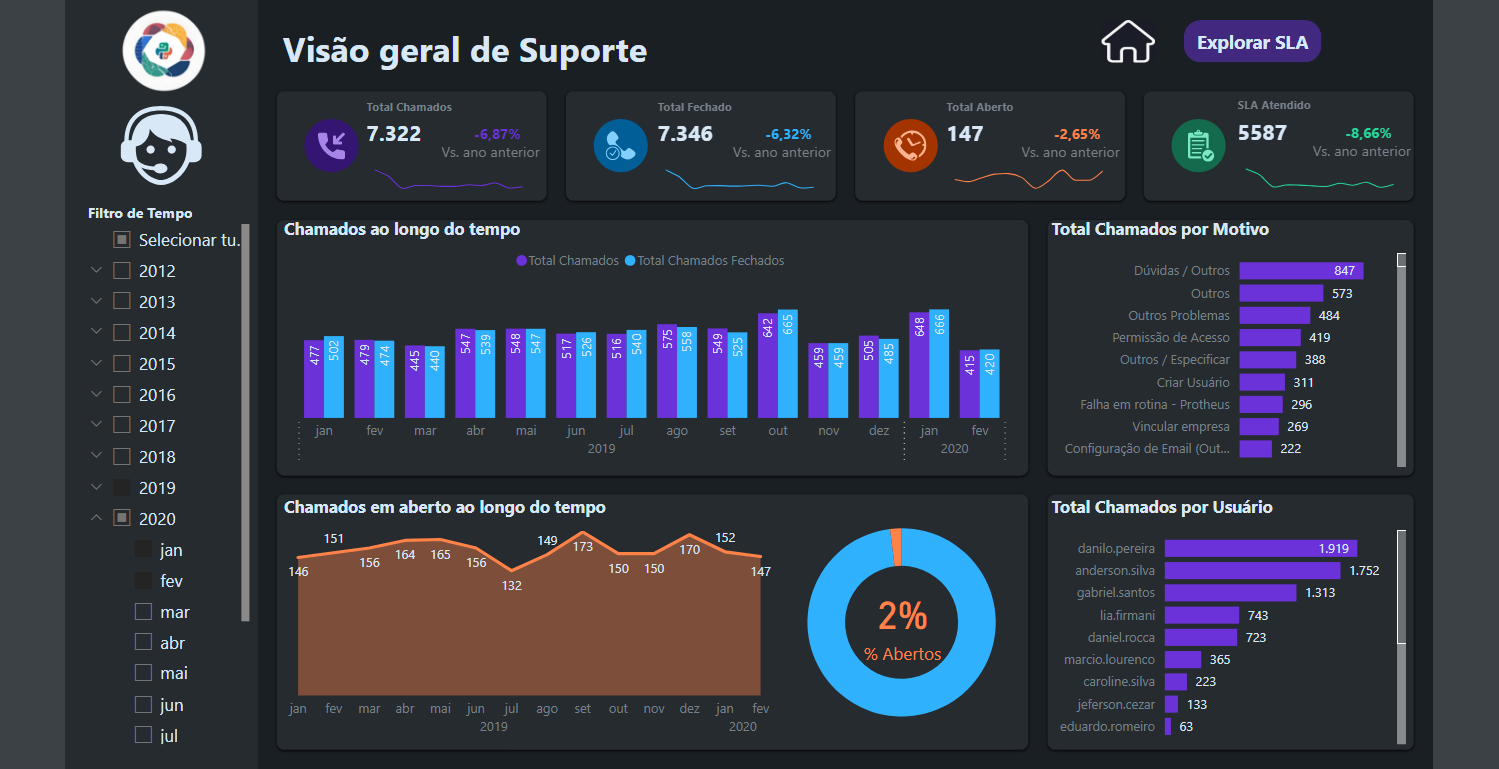 Visão geral de Suporte
Explorar SLA
Total Chamados
7.322
-6,87%
Vs. ano anterior
Total Fechado
7.346
-6,32%
Vs. ano anterior
Total Aberto
147
-2,65%
Vs. ano anterior
SLA Atendido
5587
-8,66%
Vs. ano anterior
Filtro de Tempo
Selecionar tu.
2012
2013
2014
2015
2016
2017
2018
2019
2020
jan
fev
mar
abr
mai
jun
jul
Chamados ao longo do tempo
Total Chamados Total Chamados Fechados
477 502 479 474 445 440 547 539 548 547 517 526 516 540 575 558 549 525 642 665 459 459 505 485 648 666 415 420
jan fev mar abr mai jun jul ago set out nov dez jan fev
2019 2020
Total Chamados por Motivo
Dúvidas / Outros 847
Outros 573
Outros Problemas 484
Permissão de Acesso 419
Outros / Especificar 388
Criar Usuário 311
Falha em rotina - Protheus 296
Vincular empresa 269
Configuração de Email (Out... 222
Chamados em aberto ao longo do tempo
146 151 156 164 165 156 132 149 173 150 150 170 152 147
jan fev mar abr mai jun jul ago set out nov dez jan fev
2019 2020
2%
% Abertos
Total Chamados por Usuário
danilo.pereira 1.919
anderson.silva 1.752
gabriel.santos 1.313
lia.firmani 743
daniel.rocca 723
marcio.lourenco 365
caroline.silva 223
jeferson.cezar 133
eduardo.romeiro 63